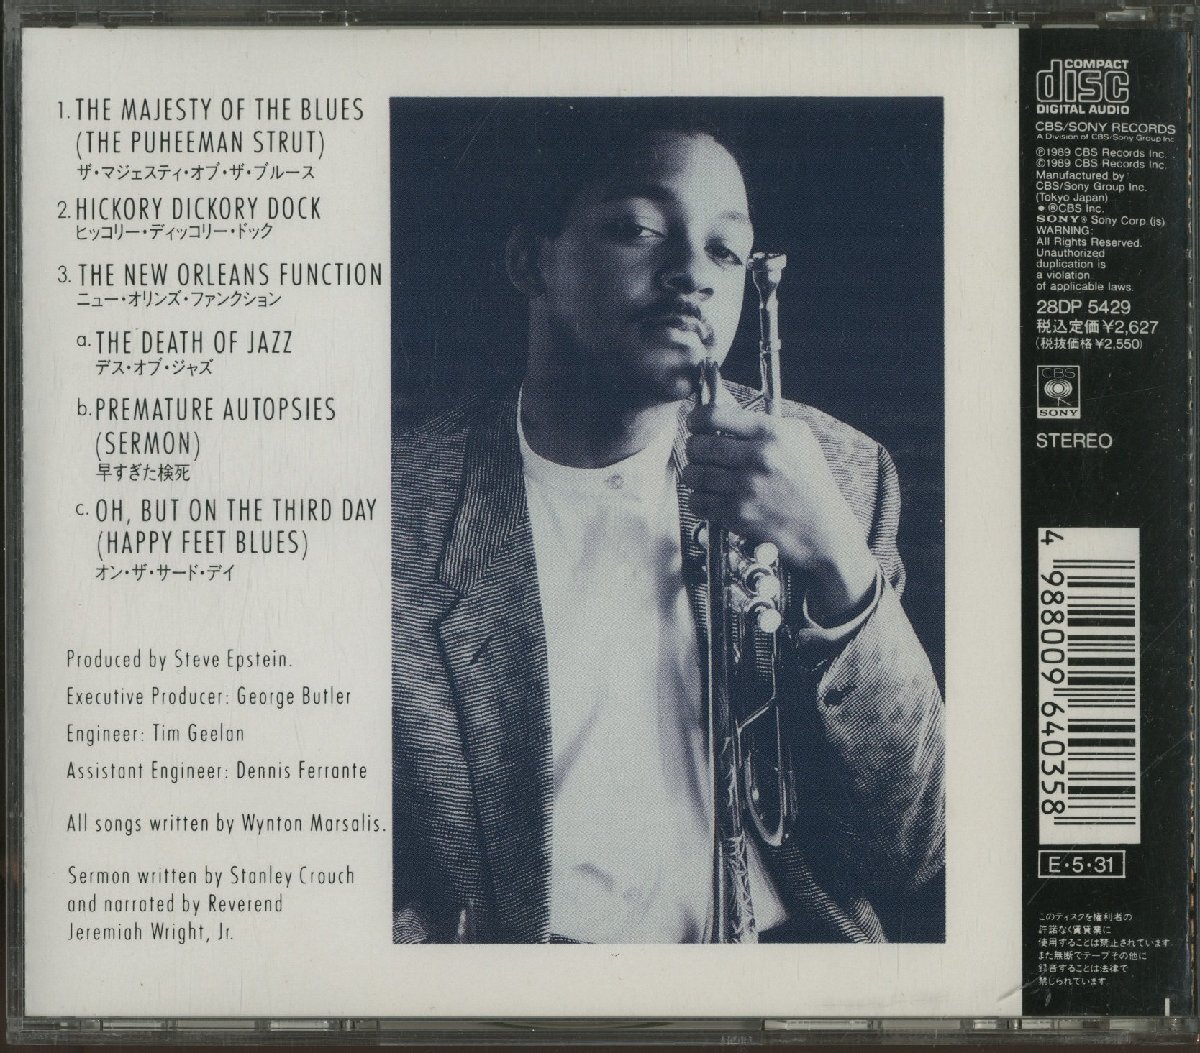 1. THE MAJESTY OF THE BLUES
(THE PUHEEMAN STRUT)
ザ・マジェスティ・オブ・ザ・ブルース
2. HICKORY DICKORY DOCK
ヒッコリー・ディッコリー・ドック
3. THE NEW ORLEANS FUNCTION
ニュー・オリンズ・ファンクション
a. THE DEATH OF JAZZ
デス・オブ・ジャズ
b. PREMATURE AUTOPSIES
(SERMON)
早すぎた検死
c. OH, BUT ON THE THIRD DAY
(HAPPY FEET BLUES)
オン・ザ・サード・デイ
Produced by Steve Epstein.
Executive Producer: George Butler
Engineer: Tim Geelan
Assistant Engineer: Dennis Ferrante
All songs written by Wynton Marsalis.
Sermon written by Stanley Crouch
and narrated by Reverend
Jeremiah Wright, Jr.
COMPACT
disc
DIGITAL AUDIO
CBS/SONY RECORDS
A Division of CBS/Sony Group Inc.
℗1989 CBS Records Inc.
©1989 CBS Records Inc.
Manufactured by
CBS/Sony Group Inc.
(Tokyo Japan)
● ®CBS Inc.
SONY® Sony Corp. (js)
WARNING:
All Rights Reserved.
Unauthorized
duplication is
a violation
of applicable laws.
28DP 5429
税込定価¥2,627
(税抜価格¥2,550)
CBS
SONY
STEREO
4 988009 640358
E・5・31
このディスクを権利者の
許諾なく賃貸業に
使用することは禁止されています。
また無断でテープその他に
録音することは法律で
禁じられています。